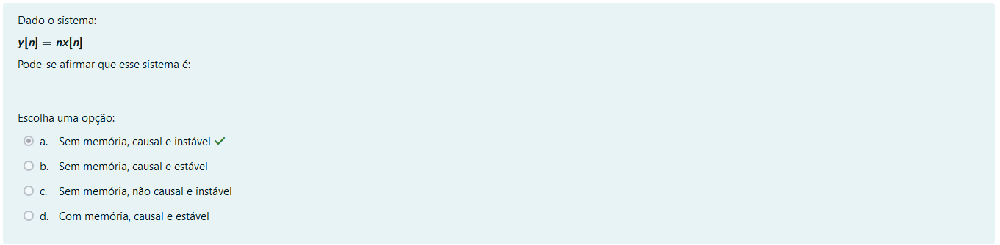 Dado o sistema:
y[n] = nx[n]
Pode-se afirmar que esse sistema é:
Escolha uma opção:
a. Sem memória, causal e instável
b. Sem memória, causal e estável
c. Sem memória, não causal e instável
d. Com memória, causal e estável